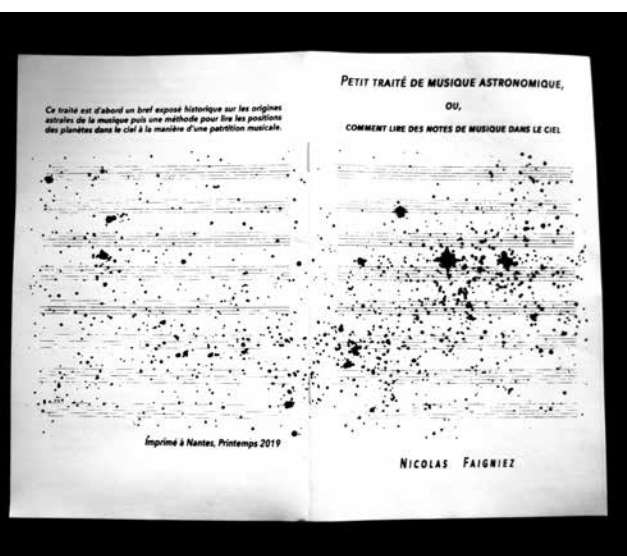 Ce traité est d'abord un bref exposé historique sur les origines
astrales de la musique puis une méthode pour lire les positions
des planètes dans le ciel à la manière d'une patrition musicale.
Imprimé à Nantes, Printemps 2019
PETIT TRAITÉ DE MUSIQUE ASTRONOMIQUE,
OU,
COMMENT LIRE DES NOTES DE MUSIQUE DANS LE CIEL
NICOLAS FAIGNIEZ